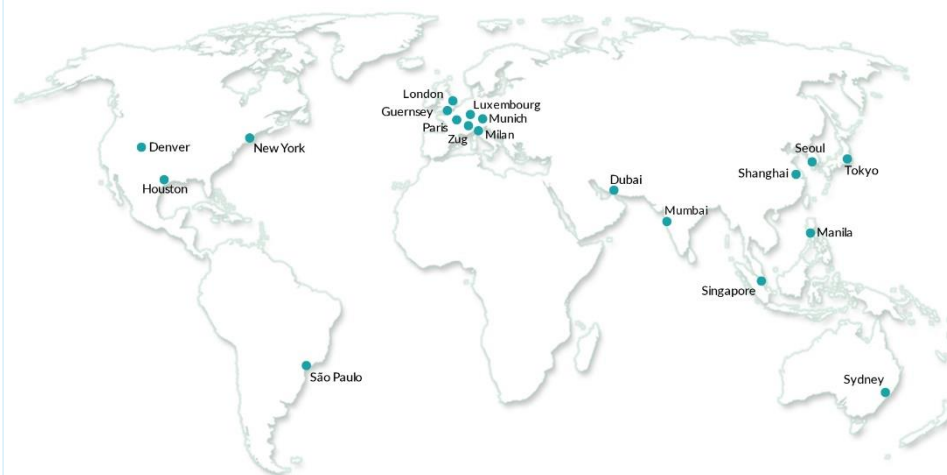 London
Luxembourg
Guernsey
Munich
Paris
Milan
Zug
Denver
New York
Houston
Seoul
Shanghai
Tokyo
Dubai
Mumbai
Manila
Singapore
São Paulo
Sydney